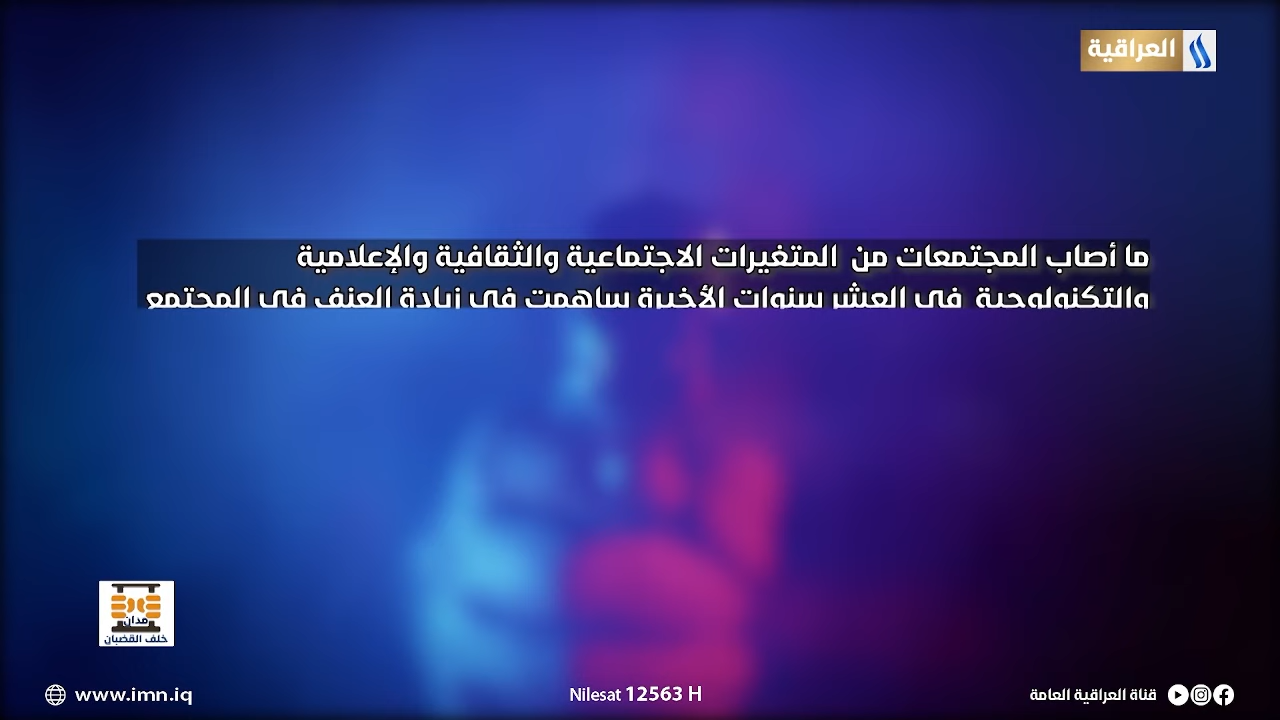 العراقية
ما أصاب المجتمعات من المتغيرات الاجتماعية والثقافية والإعلامية
والتكنولوجية في العشر سنوات الأخيرة ساهمت في زيادة العنف في المجتمع
مدان
خلف القضبان
www.imn.iq
Nilesat 12563 H
قناة العراقية العامة